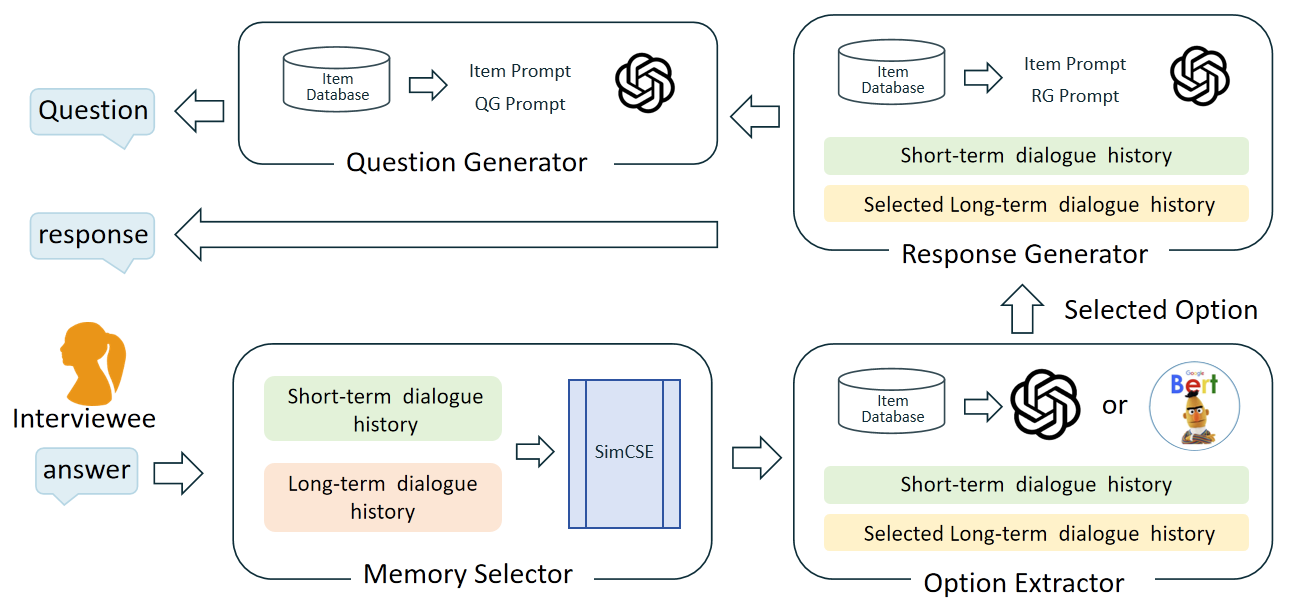 Question
Item
Database
Item Prompt
QG Prompt
Question Generator
Item
Database
Item Prompt
RG Prompt
Short-term dialogue history
Selected Long-term dialogue history
Response Generator
response
Selected Option
Interviewee
answer
Short-term dialogue
history
Long-term dialogue
history
SimCSE
Memory Selector
Item
Database
or
Google
Bert
Short-term dialogue history
Selected Long-term dialogue history
Option Extractor